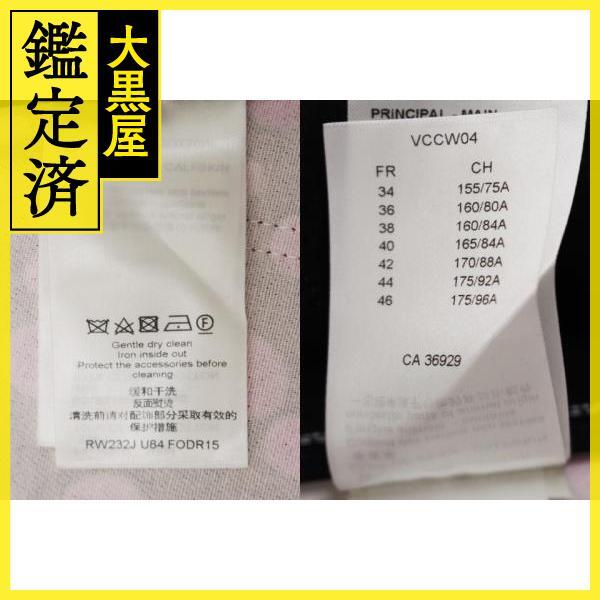 鑑定済
大黒屋
Gentle dry clean
Iron inside out
Protect the accessories before
cleaning
缓和干洗
反面熨烫
清洗前请对配饰部分采取有效的
保护措施
RW232J U84 FODR15
PRiNCIPAL - MAIN
VCCW04
FR CH
34 155/75A
36 160/80A
38 160/84A
40 165/84A
42 170/88A
44 175/92A
46 175/96A
CA 36929